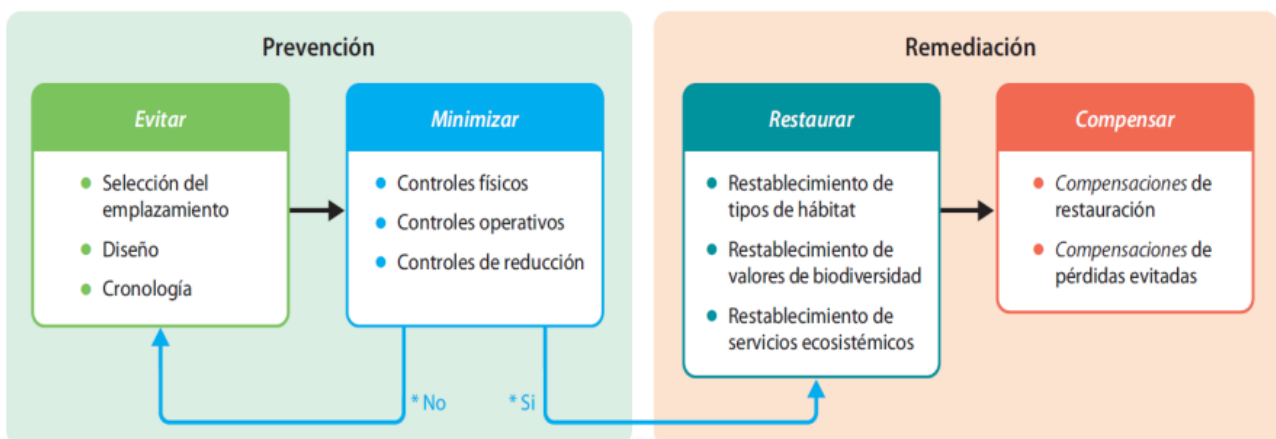 Prevención
Evitar
Selección del
emplazamiento
Diseño
Cronología
Minimizar
Controles físicos
Controles operativos
Controles de reducción
* No
* Si
Remediación
Restaurar
Restablecimiento de
tipos de hábitat
Restablecimiento de
valores de biodiversidad
Restablecimiento de
servicios ecosistémicos
Compensar
Compensaciones de
restauración
Compensaciones de
pérdidas evitadas